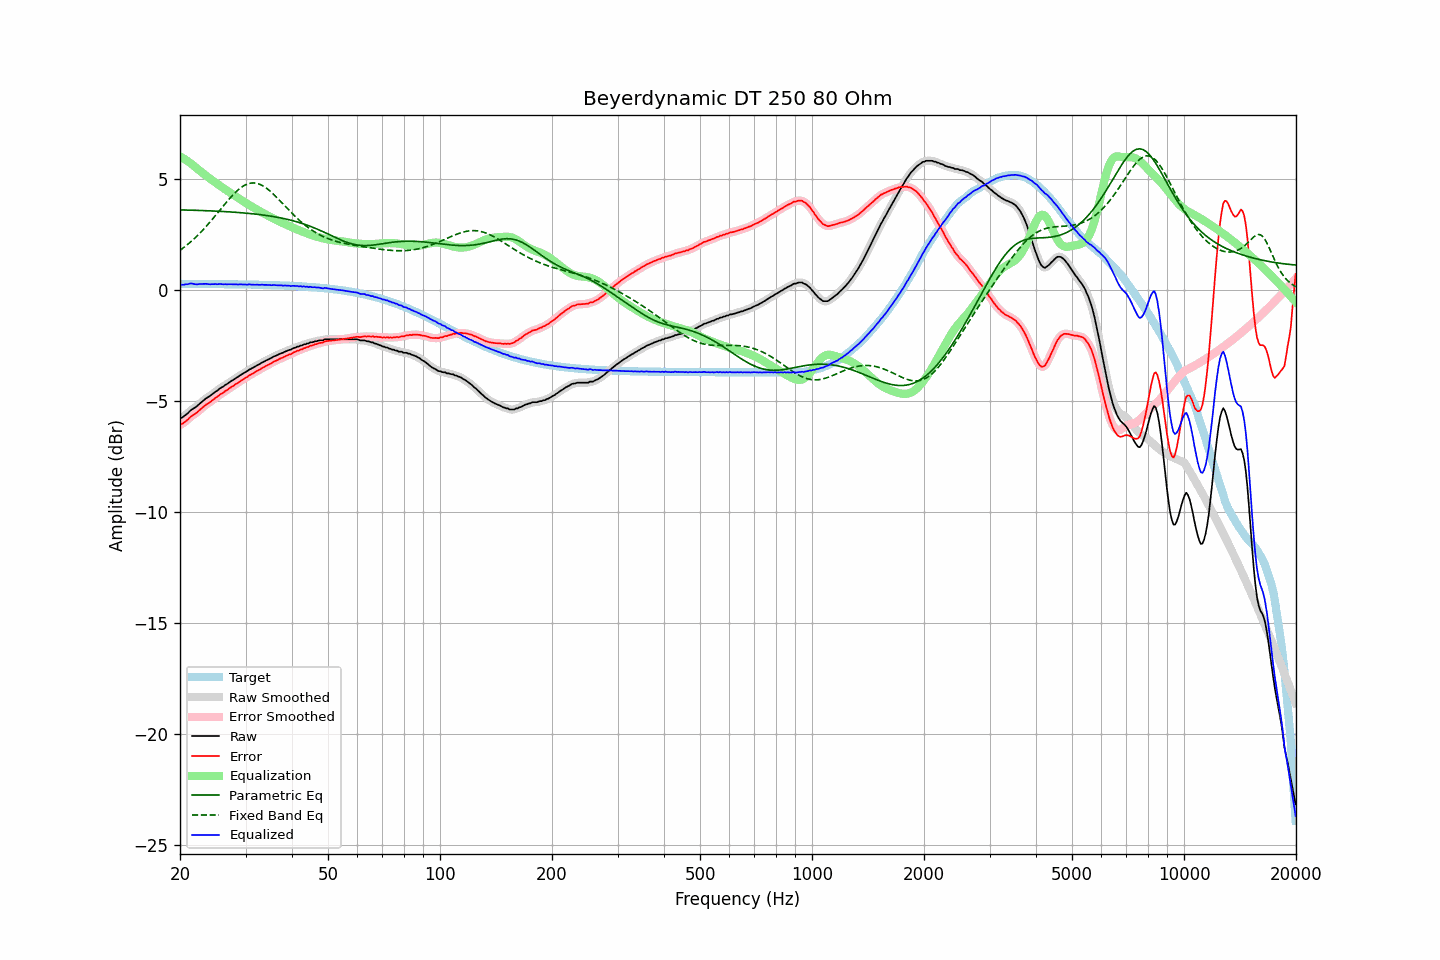 Beyerdynamic DT 250 80 Ohm
Amplitude (dBr)
5
0
−5
−10
−15
−20
−25
Target
Raw Smoothed
Error Smoothed
Raw
Error
Equalization
Parametric Eq
Fixed Band Eq
Equalized
20 50 100 200 500 1000 2000 5000 10000 20000
Frequency (Hz)